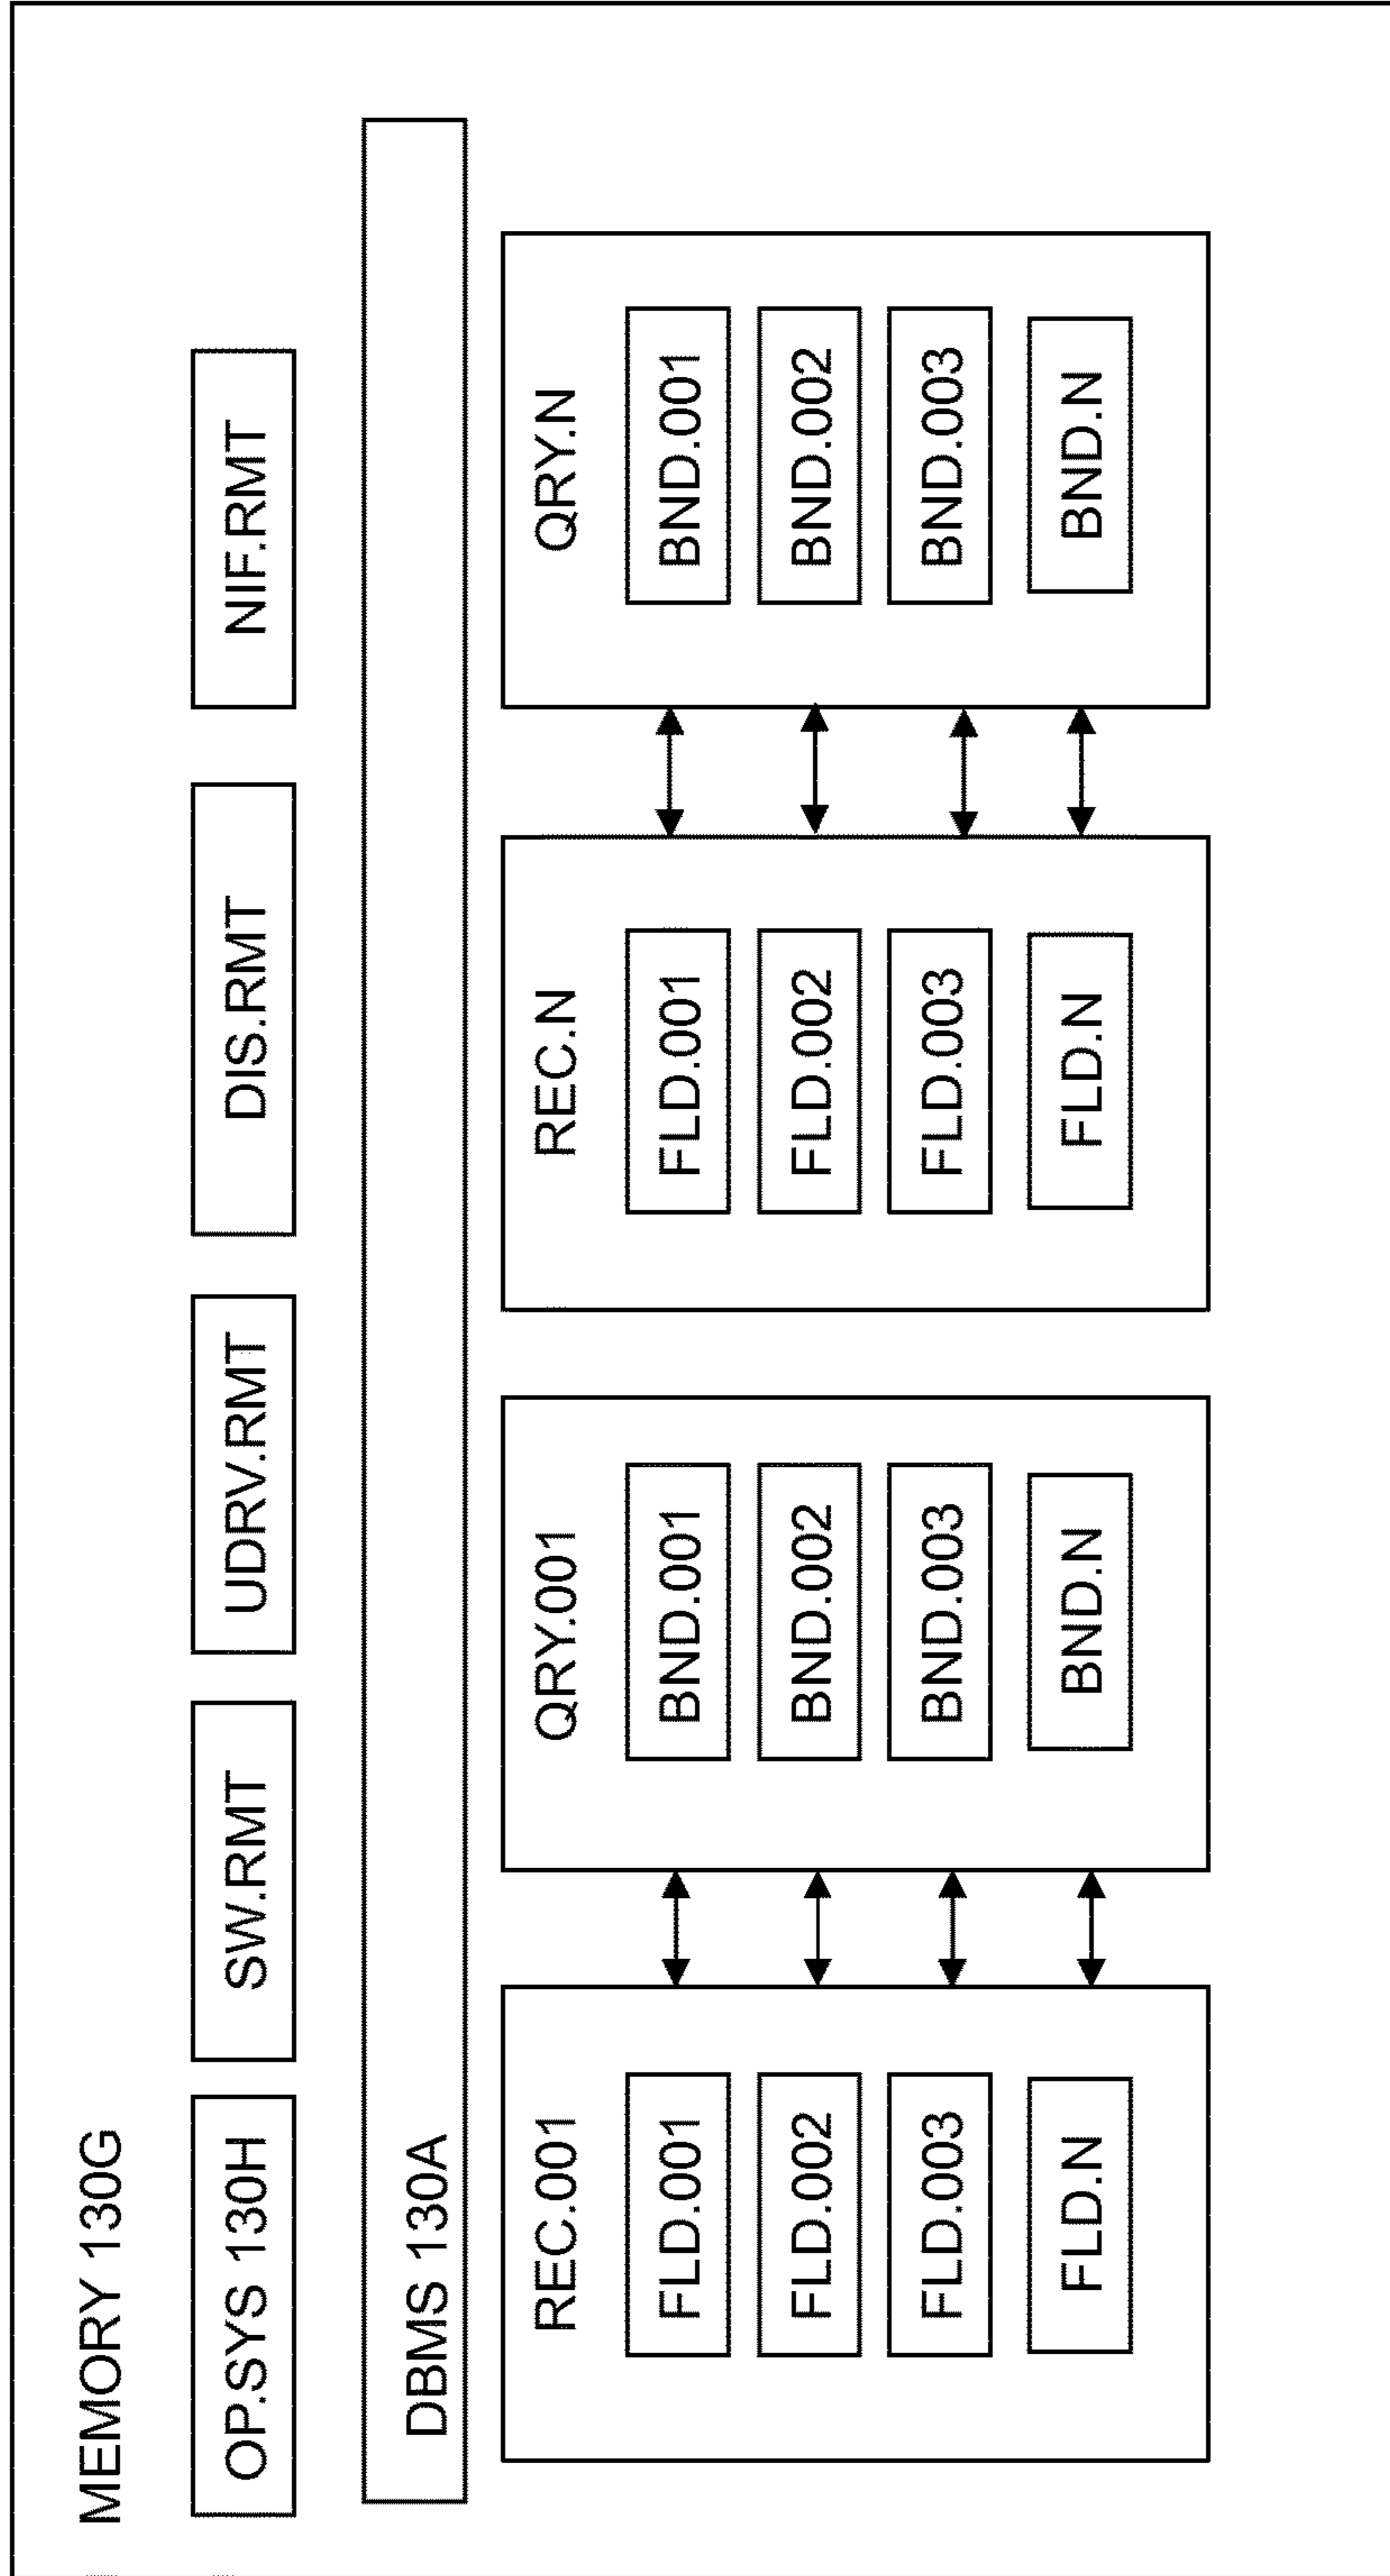 MEMORY 130G
OP.SYS 130H
SW.RMT
UDRV.RMT
DIS.RMT
NIF.RMT
DBMS 130A
REC.001
FLD.001
FLD.002
FLD.003
FLD.N
QRY.001
BND.001
BND.002
BND.003
BND.N
REC.N
FLD.001
FLD.002
FLD.003
FLD.N
QRY.N
BND.001
BND.002
BND.003
BND.N